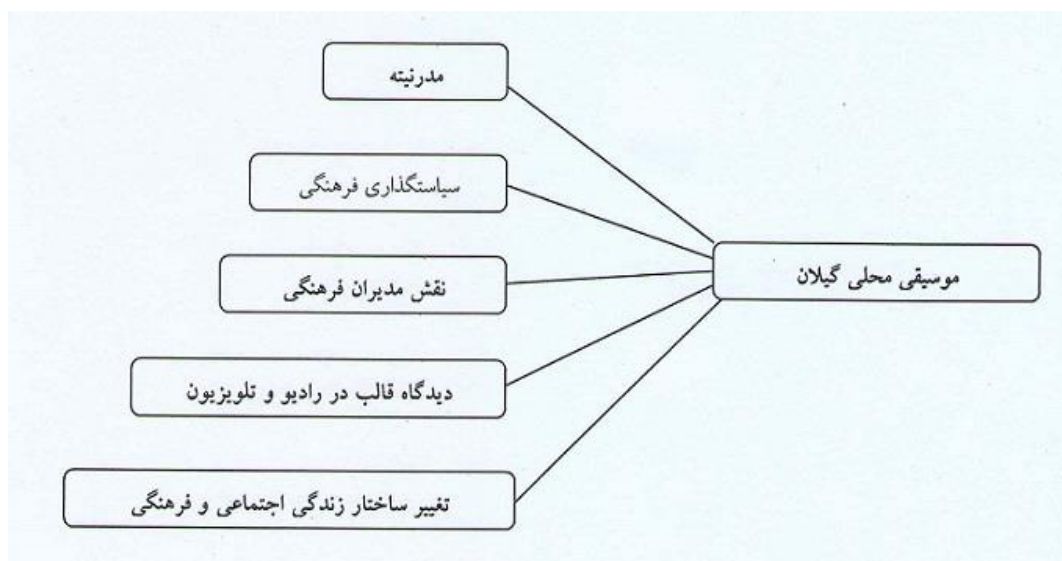 مدرنیته
سیاستگذاری فرهنگی
موسیقی محلی گیلان
نقش مدیران فرهنگی
دیدگاه قالب در رادیو و تلویزیون
تغییر ساختار زندگی اجتماعی و فرهنگی